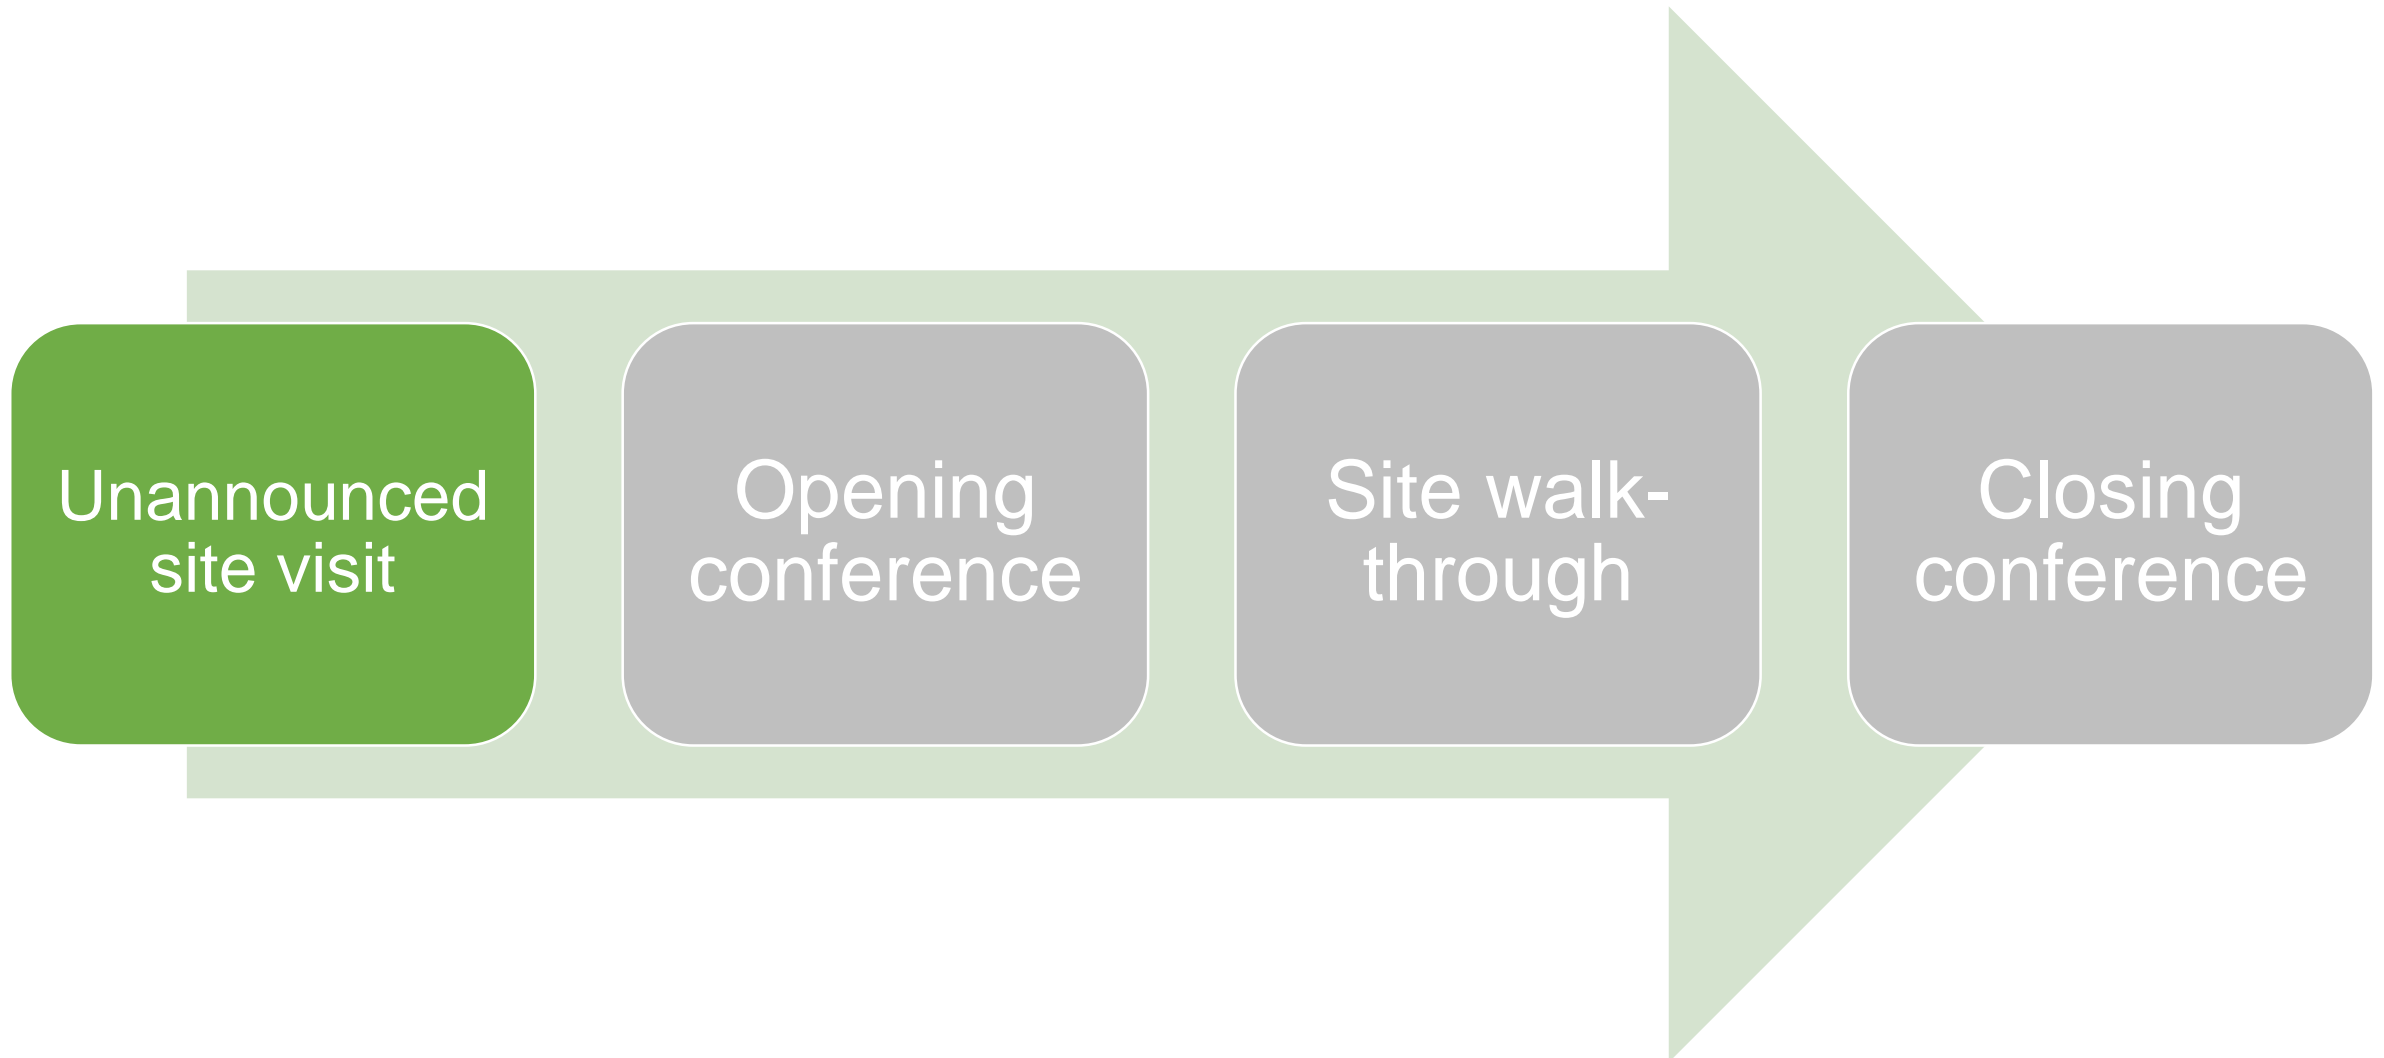 Unannounced
site visit
Opening
conference
Site walk-
through
Closing
conference